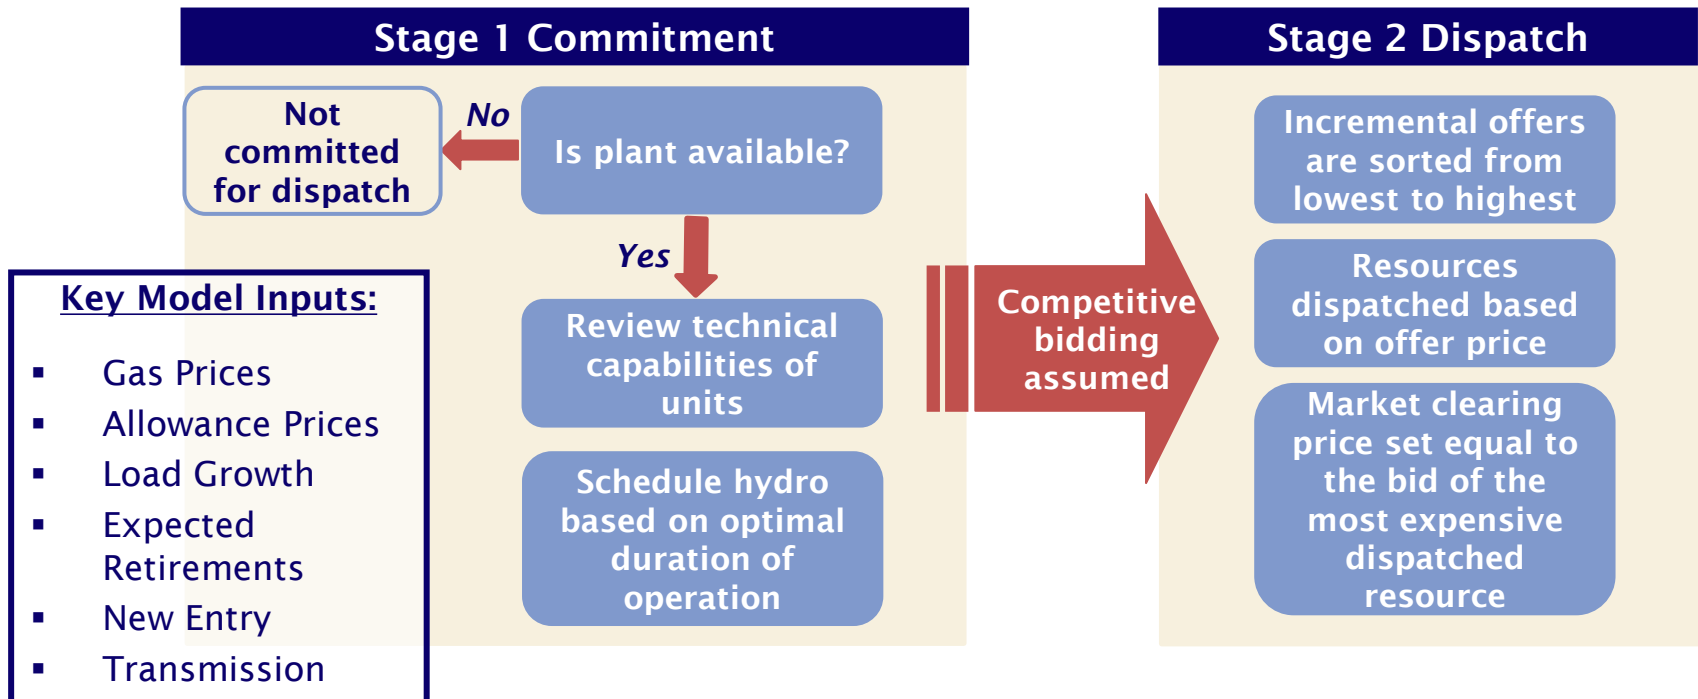 Stage 1 Commitment
Not
committed
for dispatch
No
Is plant available?
Yes
Review technical
capabilities of
units
Schedule hydro
based on optimal
duration of
operation
Key Model Inputs:
▪ Gas Prices
▪ Allowance Prices
▪ Load Growth
▪ Expected
Retirements
▪ New Entry
▪ Transmission
Competitive
bidding
assumed
Stage 2 Dispatch
Incremental offers
are sorted from
lowest to highest
Resources
dispatched based
on offer price
Market clearing
price set equal to
the bid of the
most expensive
dispatched
resource